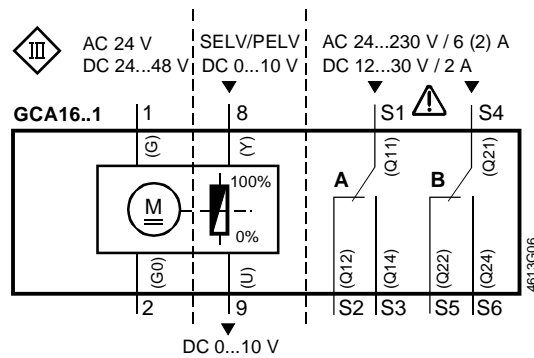 III
AC 24 V
DC 24...48 V
SELV/PELV
DC 0...10 V
AC 24...230 V / 6 (2) A
DC 12...30 V / 2 A
GCA16..1
1
8
S1
S4
(G)
(Y)
(Q11)
(Q21)
M
100%
0%
A
B
(G0)
(U)
(Q12)
(Q14)
(Q22)
(Q24)
2
9
S2
S3
S5
S6
DC 0...10 V
4613G06